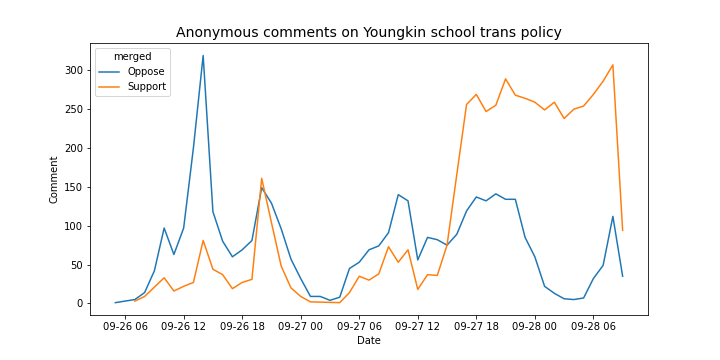 Anonymous comments on Youngkin school trans policy
merged
Oppose
Support
Comment
300
250
200
150
100
50
0
09-26 06 09-26 12 09-26 18 09-27 00 09-27 06 09-27 12 09-27 18 09-28 00 09-28 06
Date